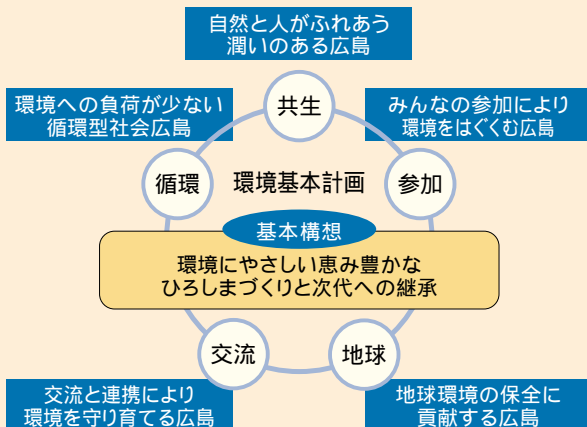 自然と人がふれあう
潤いのある広島
環境への負荷が少ない
循環型社会広島
共生
みんなの参加により
環境をはぐくむ広島
循環
環境基本計画
参加
基本構想
環境にやさしい恵み豊かな
ひろしまづくりと次代への継承
交流
地球
交流と連携により
環境を守り育てる広島
地球環境の保全に
貢献する広島